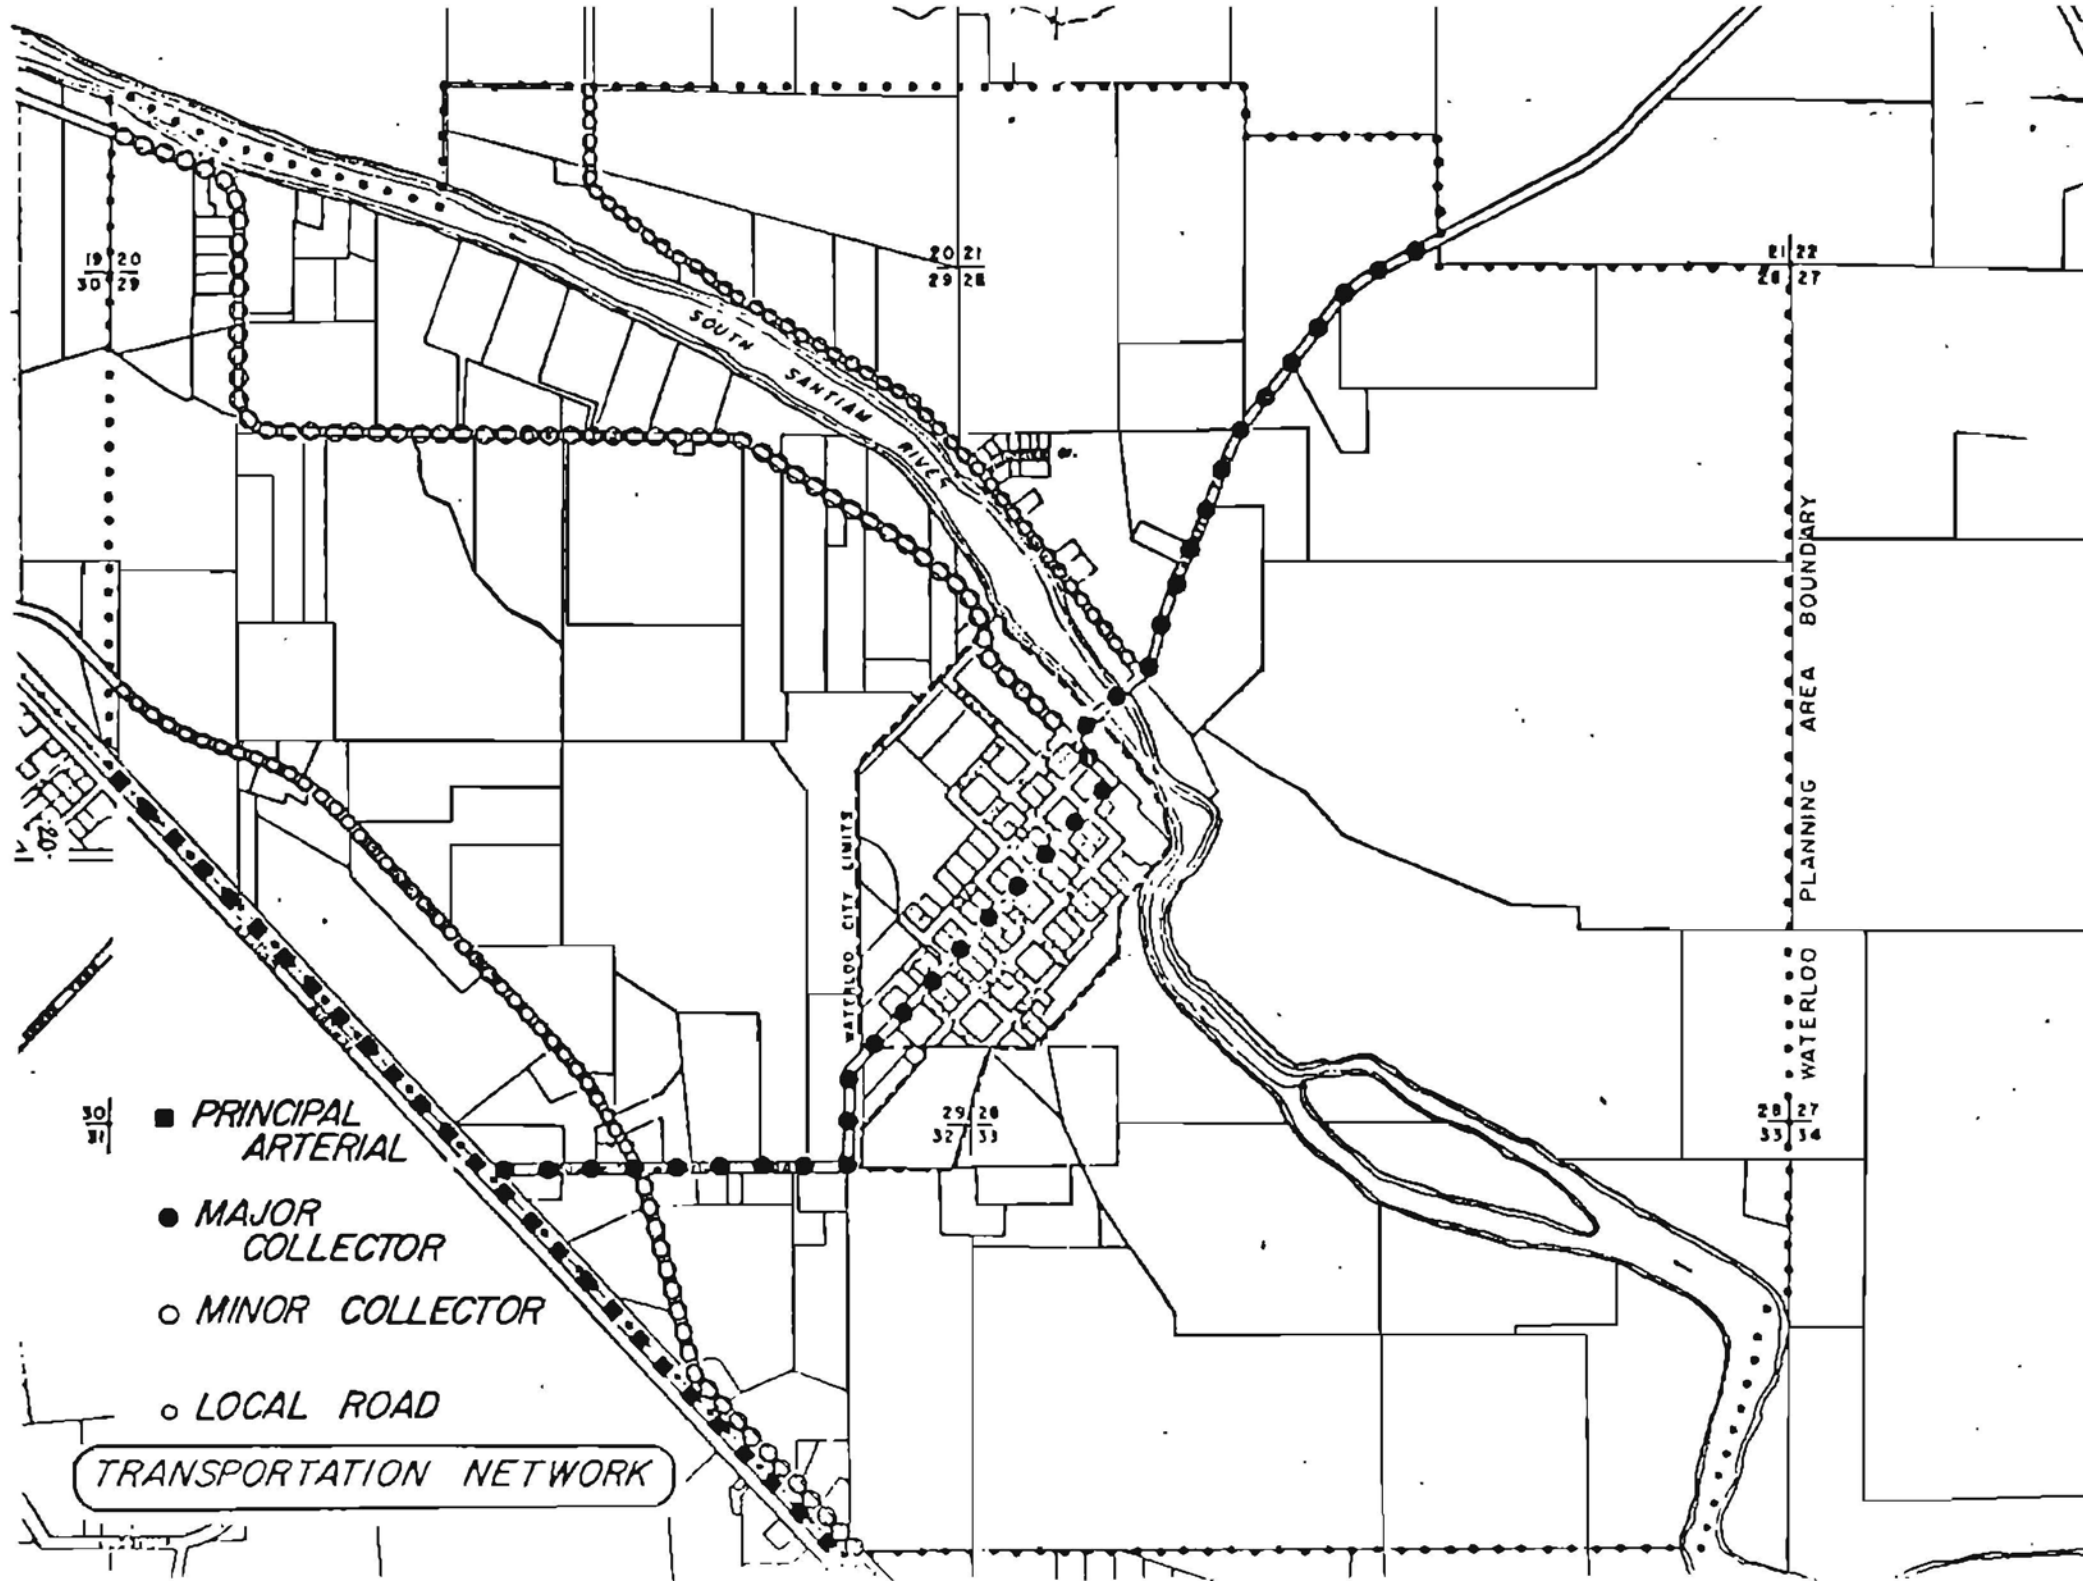 19 20
30 29
20 21
29 28
21 22
28 27
SOUTH SANTIAM RIVER
WATERLOO PLANNING AREA BOUNDARY
WATERLOO CITY LIMITS
20
30
31
29 28
32 33
28 27
33 34
PRINCIPAL
ARTERIAL
MAJOR
COLLECTOR
MINOR COLLECTOR
LOCAL ROAD
TRANSPORTATION NETWORK